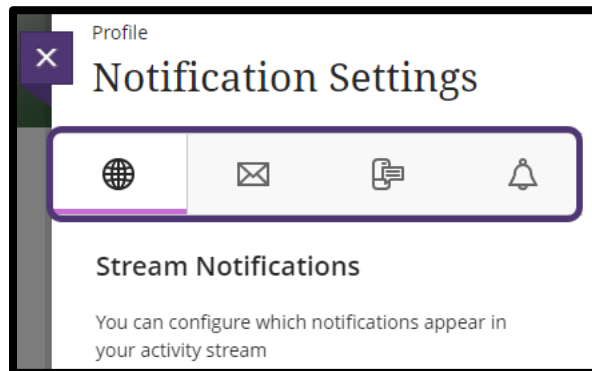 Profile
Notification Settings
Stream Notifications
You can configure which notifications appear in
your activity stream